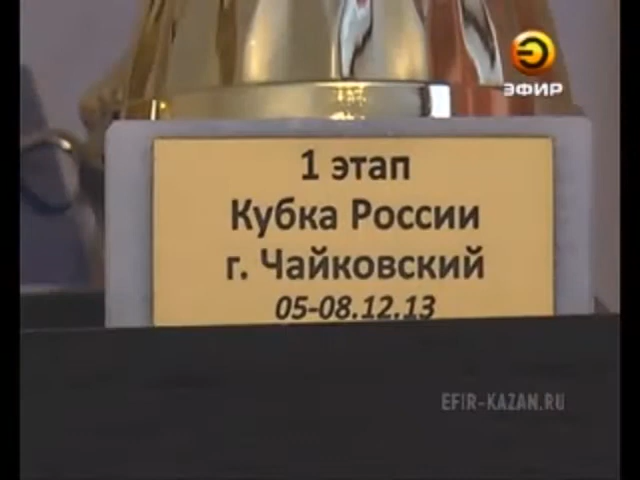 ЭФИР
1 этап
Кубка России
г. Чайковский
05-08.12.13
EFIR-KAZAN.RU